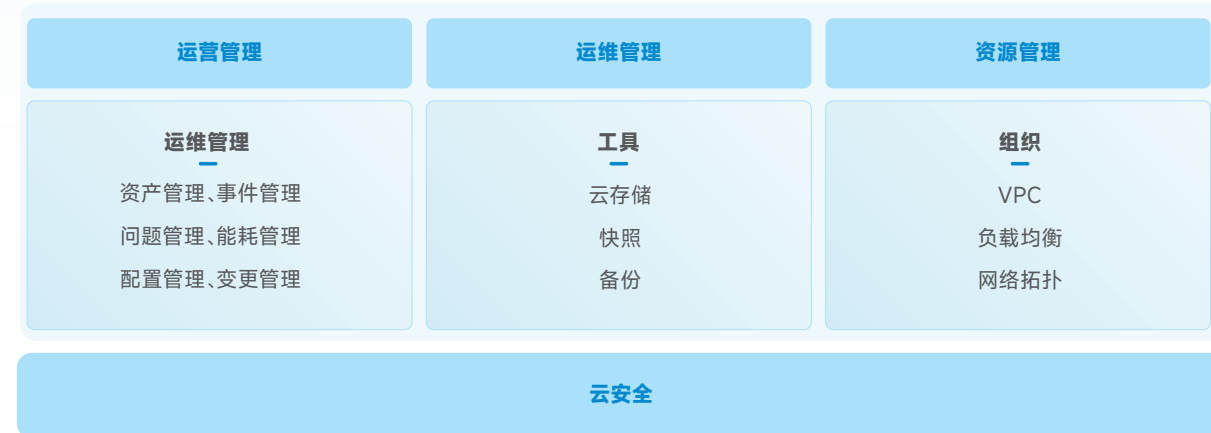 运营管理
运维管理
资源管理
运维管理
资产管理、事件管理
问题管理、能耗管理
配置管理、变更管理
工具
云存储
快照
备份
组织
VPC
负载均衡
网络拓扑
云安全